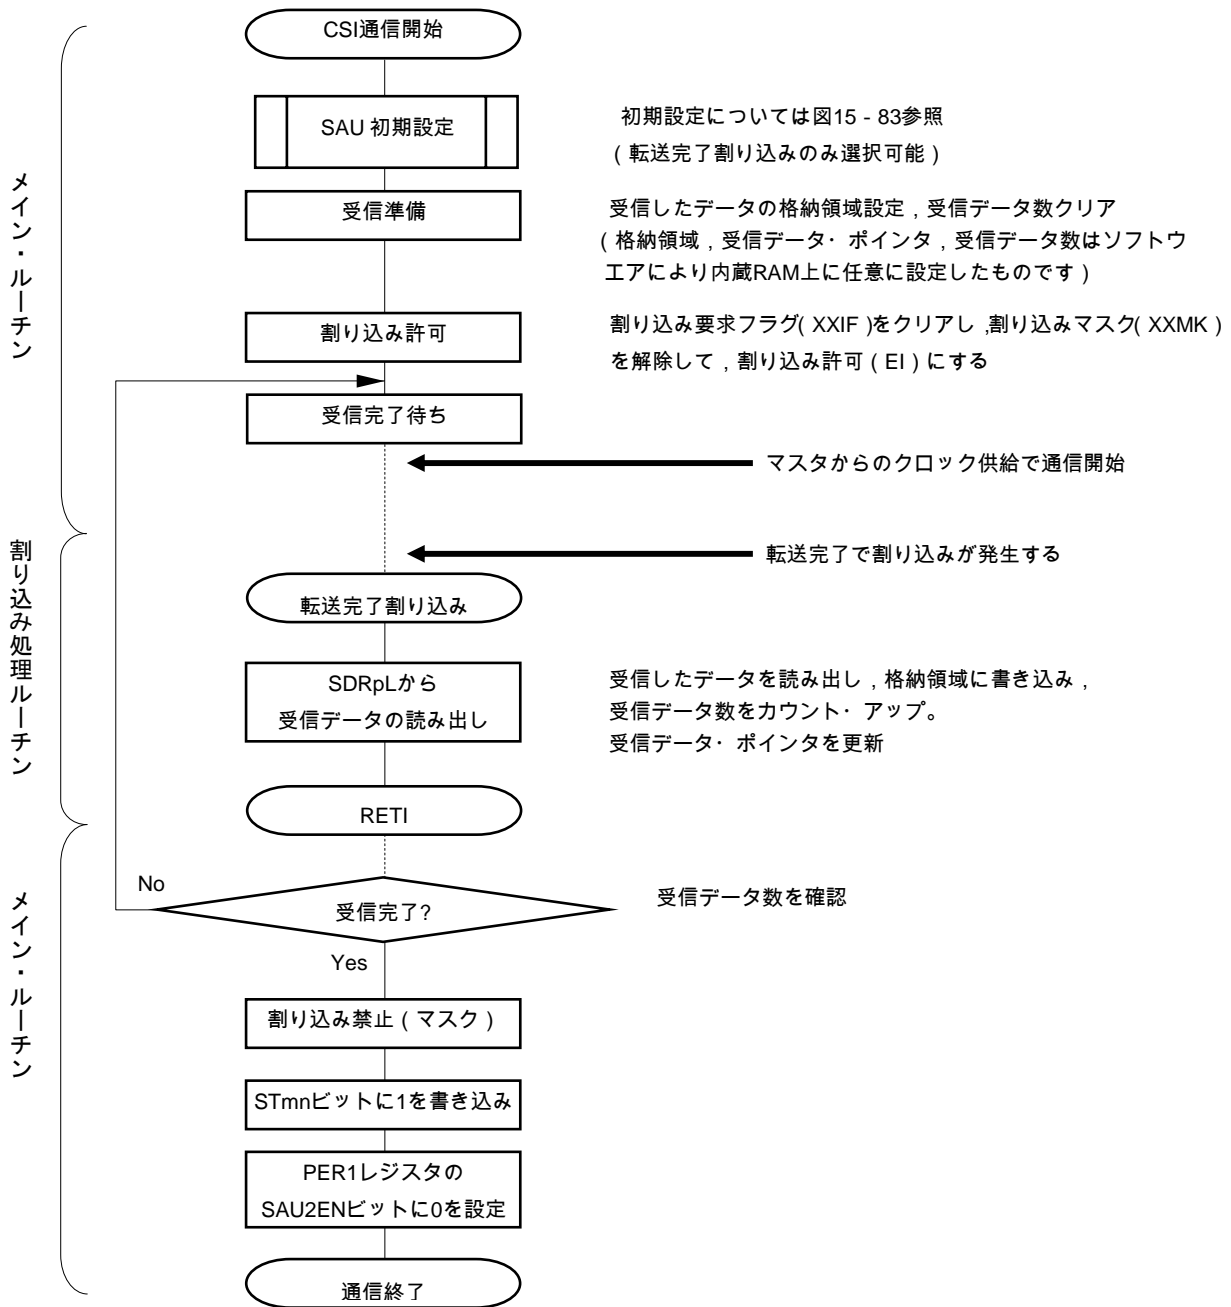 CSI通信開始
SAU 初期設定
初期設定については図15‐83参照
（転送完了割り込みのみ選択可能）
メイン・ルーチン
受信準備
受信したデータの格納領域設定，受信データ数クリア
（格納領域，受信データ・ポインタ，受信データ数はソフトウ
エアにより内蔵RAM上に任意に設定したものです）
割り込み許可
割り込み要求フラグ（XXIF）をクリアし，割り込みマスク（XXMK）
を解除して，割り込み許可（EI）にする
受信完了待ち
マスタからのクロック供給で通信開始
転送完了で割り込みが発生する
割り込み処理ルーチン
転送完了割り込み
SDRpLから
受信データの読み出し
受信したデータを読み出し，格納領域に書き込み，
受信データ数をカウント・アップ。
受信データ・ポインタを更新
RETI
メイン・ルーチン
No
受信完了?
受信データ数を確認
Yes
割り込み禁止（マスク）
STmnビットに1を書き込み
PER1レジスタの
SAU2ENビットに0を設定
通信終了